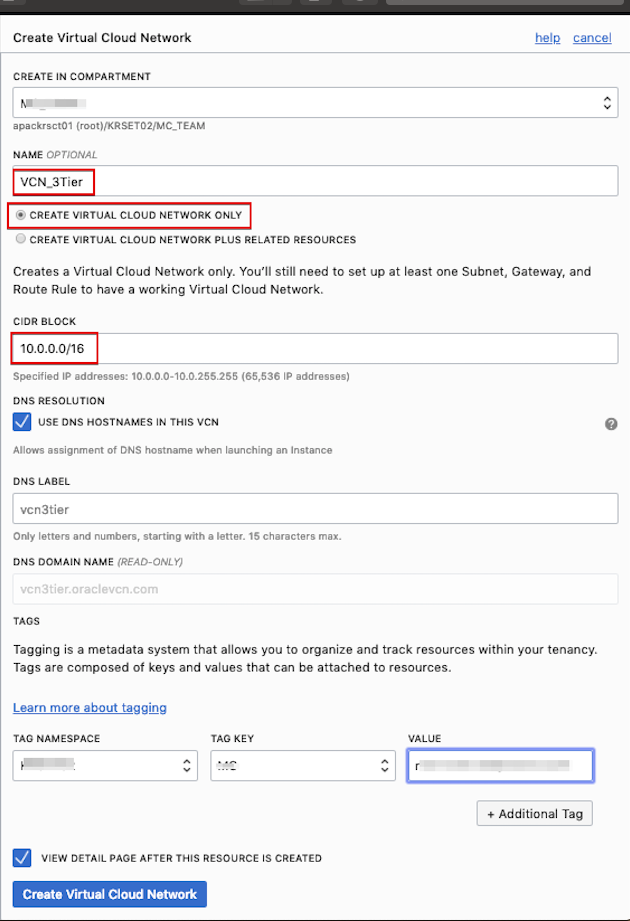 Create Virtual Cloud Network
help cancel
CREATE IN COMPARTMENT
apackrsct01 (root)/KRSET02/MC_TEAM
NAME OPTIONAL
VCN_3Tier
CREATE VIRTUAL CLOUD NETWORK ONLY
CREATE VIRTUAL CLOUD NETWORK PLUS RELATED RESOURCES
Creates a Virtual Cloud Network only. You'll still need to set up at least one Subnet, Gateway, and
Route Rule to have a working Virtual Cloud Network.
CIDR BLOCK
10.0.0.0/16
Specified IP addresses: 10.0.0.0-10.0.255.255 (65,536 IP addresses)
DNS RESOLUTION
USE DNS HOSTNAMES IN THIS VCN
Allows assignment of DNS hostname when launching an Instance
DNS LABEL
vcn3tier
Only letters and numbers, starting with a letter. 15 characters max.
DNS DOMAIN NAME (READ-ONLY)
vcn3tier.oraclevcn.com
TAGS
Tagging is a metadata system that allows you to organize and track resources within your tenancy.
Tags are composed of keys and values that can be attached to resources.
Learn more about tagging
TAG NAMESPACE TAG KEY VALUE
+ Additional Tag
VIEW DETAIL PAGE AFTER THIS RESOURCE IS CREATED
Create Virtual Cloud Network